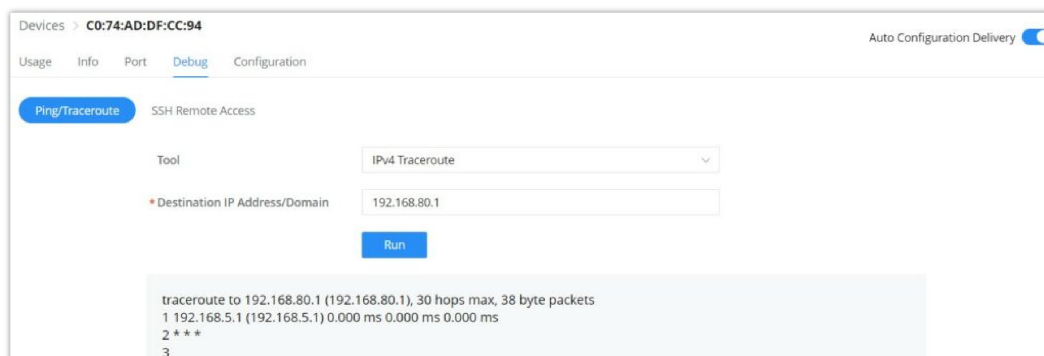 Devices > C0:74:AD:DF:CC:94
Auto Configuration Delivery
Usage Info Port Debug Configuration
Ping/Traceroute SSH Remote Access
Tool IPv4 Traceroute
* Destination IP Address/Domain 192.168.80.1
Run
traceroute to 192.168.80.1 (192.168.80.1), 30 hops max, 38 byte packets
1 192.168.5.1 (192.168.5.1) 0.000 ms 0.000 ms 0.000 ms
2 * * *
3